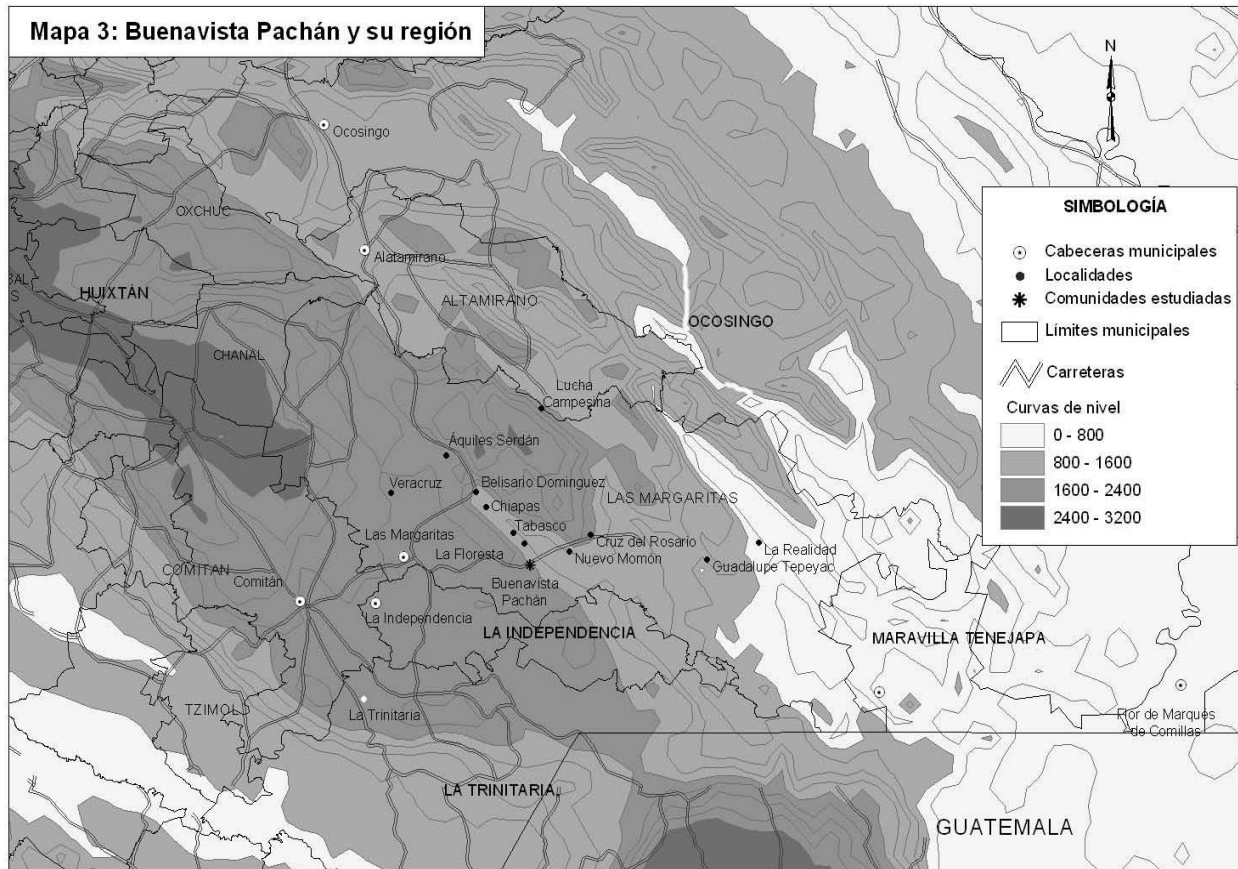 Mapa 3: Buenavista Pachán y su región
N
Ocosingo
OXCHUC
Alatamirano
HUIXTÁN
ALTAMIRANO
OCOSINGO
CHANAL
Lucha
Campesina
Áquiles Serdán
Veracruz
Belisario Dominguez
LAS MARGARITAS
Chiapas
Tabasco
Las Margaritas
Cruz del Rosario
La Realidad
La Floresta
Nuevo Momón
Guadalupe Tepeyac
COMITÁN
Comitán
Buenavista
Pachán
La Independencia
LA INDEPENDENCIA
MARAVILLA TENEJAPA
TZIMOL
La Trinitaria
Flor de Marqués
de Comillas
LA TRINITARIA
GUATEMALA
SIMBOLOGÍA
Cabeceras municipales
Localidades
Comunidades estudiadas
Límites municipales
Carreteras
Curvas de nivel
0 - 800
800 - 1600
1600 - 2400
2400 - 3200